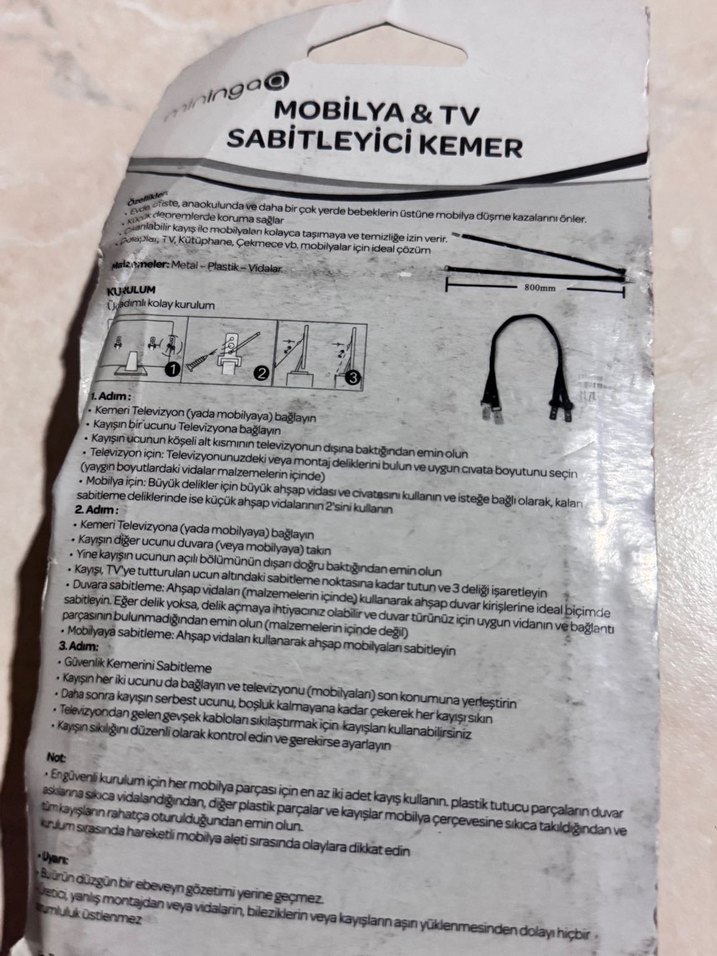 mininga
MOBİLYA & TV
SABİTLEYİCİ KEMER
Özellikler:
• Evde, ofiste, anaokulunda ve daha bir çok yerde bebeklerin üstüne mobilya düşme kazalarını önler.
• Küçük depremlerde koruma sağlar
• Çıkarılabilir kayış ile mobilyaları kolayca taşımaya ve temizliğe izin verir.
• Dolaplar, TV, Kütüphane, Çekmece vb. mobilyalar için ideal çözüm
Malzemeler: Metal – Plastik – Vidalar
800mm
KURULUM
Üç adımlı kolay kurulum
1
2
3
1. Adım :
• Kemeri Televizyon (yada mobilyaya) bağlayın
• Kayışın bir ucunu Televizyona bağlayın
• Kayışın ucunun köşeli alt kısmının televizyonun dışına baktığından emin olun
• Televizyon için: Televizyonunuzdeki veya montaj deliklerini bulun ve uygun cıvata boyutunu seçin
(yaygın boyutlardaki vidalar malzemelerin içinde)
• Mobilya için: Büyük delikler için büyük ahşap vidası ve civatasını kullanın ve isteğe bağlı olarak, kalan
sabitleme deliklerinde ise küçük ahşap vidalarının 2'sini kullanın
2. Adım :
• Kemeri Televizyona (yada mobilyaya) bağlayın
• Kayışın diğer ucunu duvara (veya mobilyaya) takın
• Yine kayışın ucunun açılı bölümünün dışarı doğru baktığından emin olun
• Kayışı, TV'ye tutturulan ucun altındaki sabitleme noktasına kadar tutun ve 3 deliği işaretleyin
• Duvara sabitleme: Ahşap vidaları (malzemelerin içinde) kullanarak ahşap duvar kirişlerine ideal biçimde
sabitleyin. Eğer delik yoksa, delik açmaya ihtiyacınız olabilir ve duvar türünüz için uygun vidanın ve bağlantı
parçasının bulunmadığından emin olun (malzemelerin içinde değil)
• Mobilyaya sabitleme: Ahşap vidaları kullanarak ahşap mobilyaları sabitleyin
3. Adım:
• Güvenlik Kemerini Sabitleme
• Kayışın her iki ucunu da bağlayın ve televizyonu (mobilyaları) son konumuna yerleştirin
• Daha sonra kayışın serbest ucunu, boşluk kalmayana kadar çekerek her kayışı sıkın
• Televizyondan gelen gevşek kabloları sıkılaştırmak için kayışları kullanabilirsiniz
• Kayışın sıkılığını düzenli olarak kontrol edin ve gerekirse ayarlayın
Not:
• En güvenli kurulum için her mobilya parçası için en az iki adet kayış kullanın. plastik tutucu parçaların duvar
askılarına sıkıca vidalandığından, diğer plastik parçalar ve kayışlar mobilya çerçevesine sıkıca takıldığından ve
tüm kayışların rahatça oturulduğundan emin olun.
kurulum sırasında hareketli mobilya aleti sırasında olaylara dikkat edin
• Uyarı:
• Bu ürün düzgün bir ebeveyn gözetimi yerine geçmez.
• Üretici, yanlış montajdan veya vidaların, bileziklerin veya kayışların aşırı yüklenmesinden dolayı hiçbir
sorumluluk üstlenmez